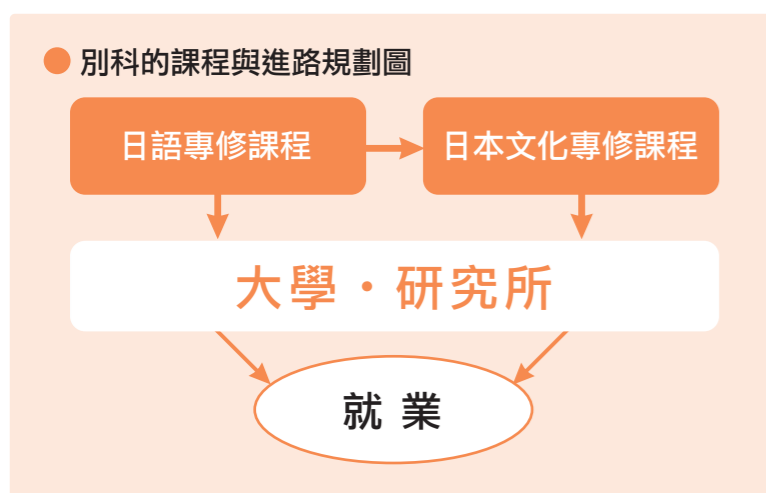 別科的課程與進路規劃圖
日語專修課程
日本文化專修課程
大學・研究所
就業